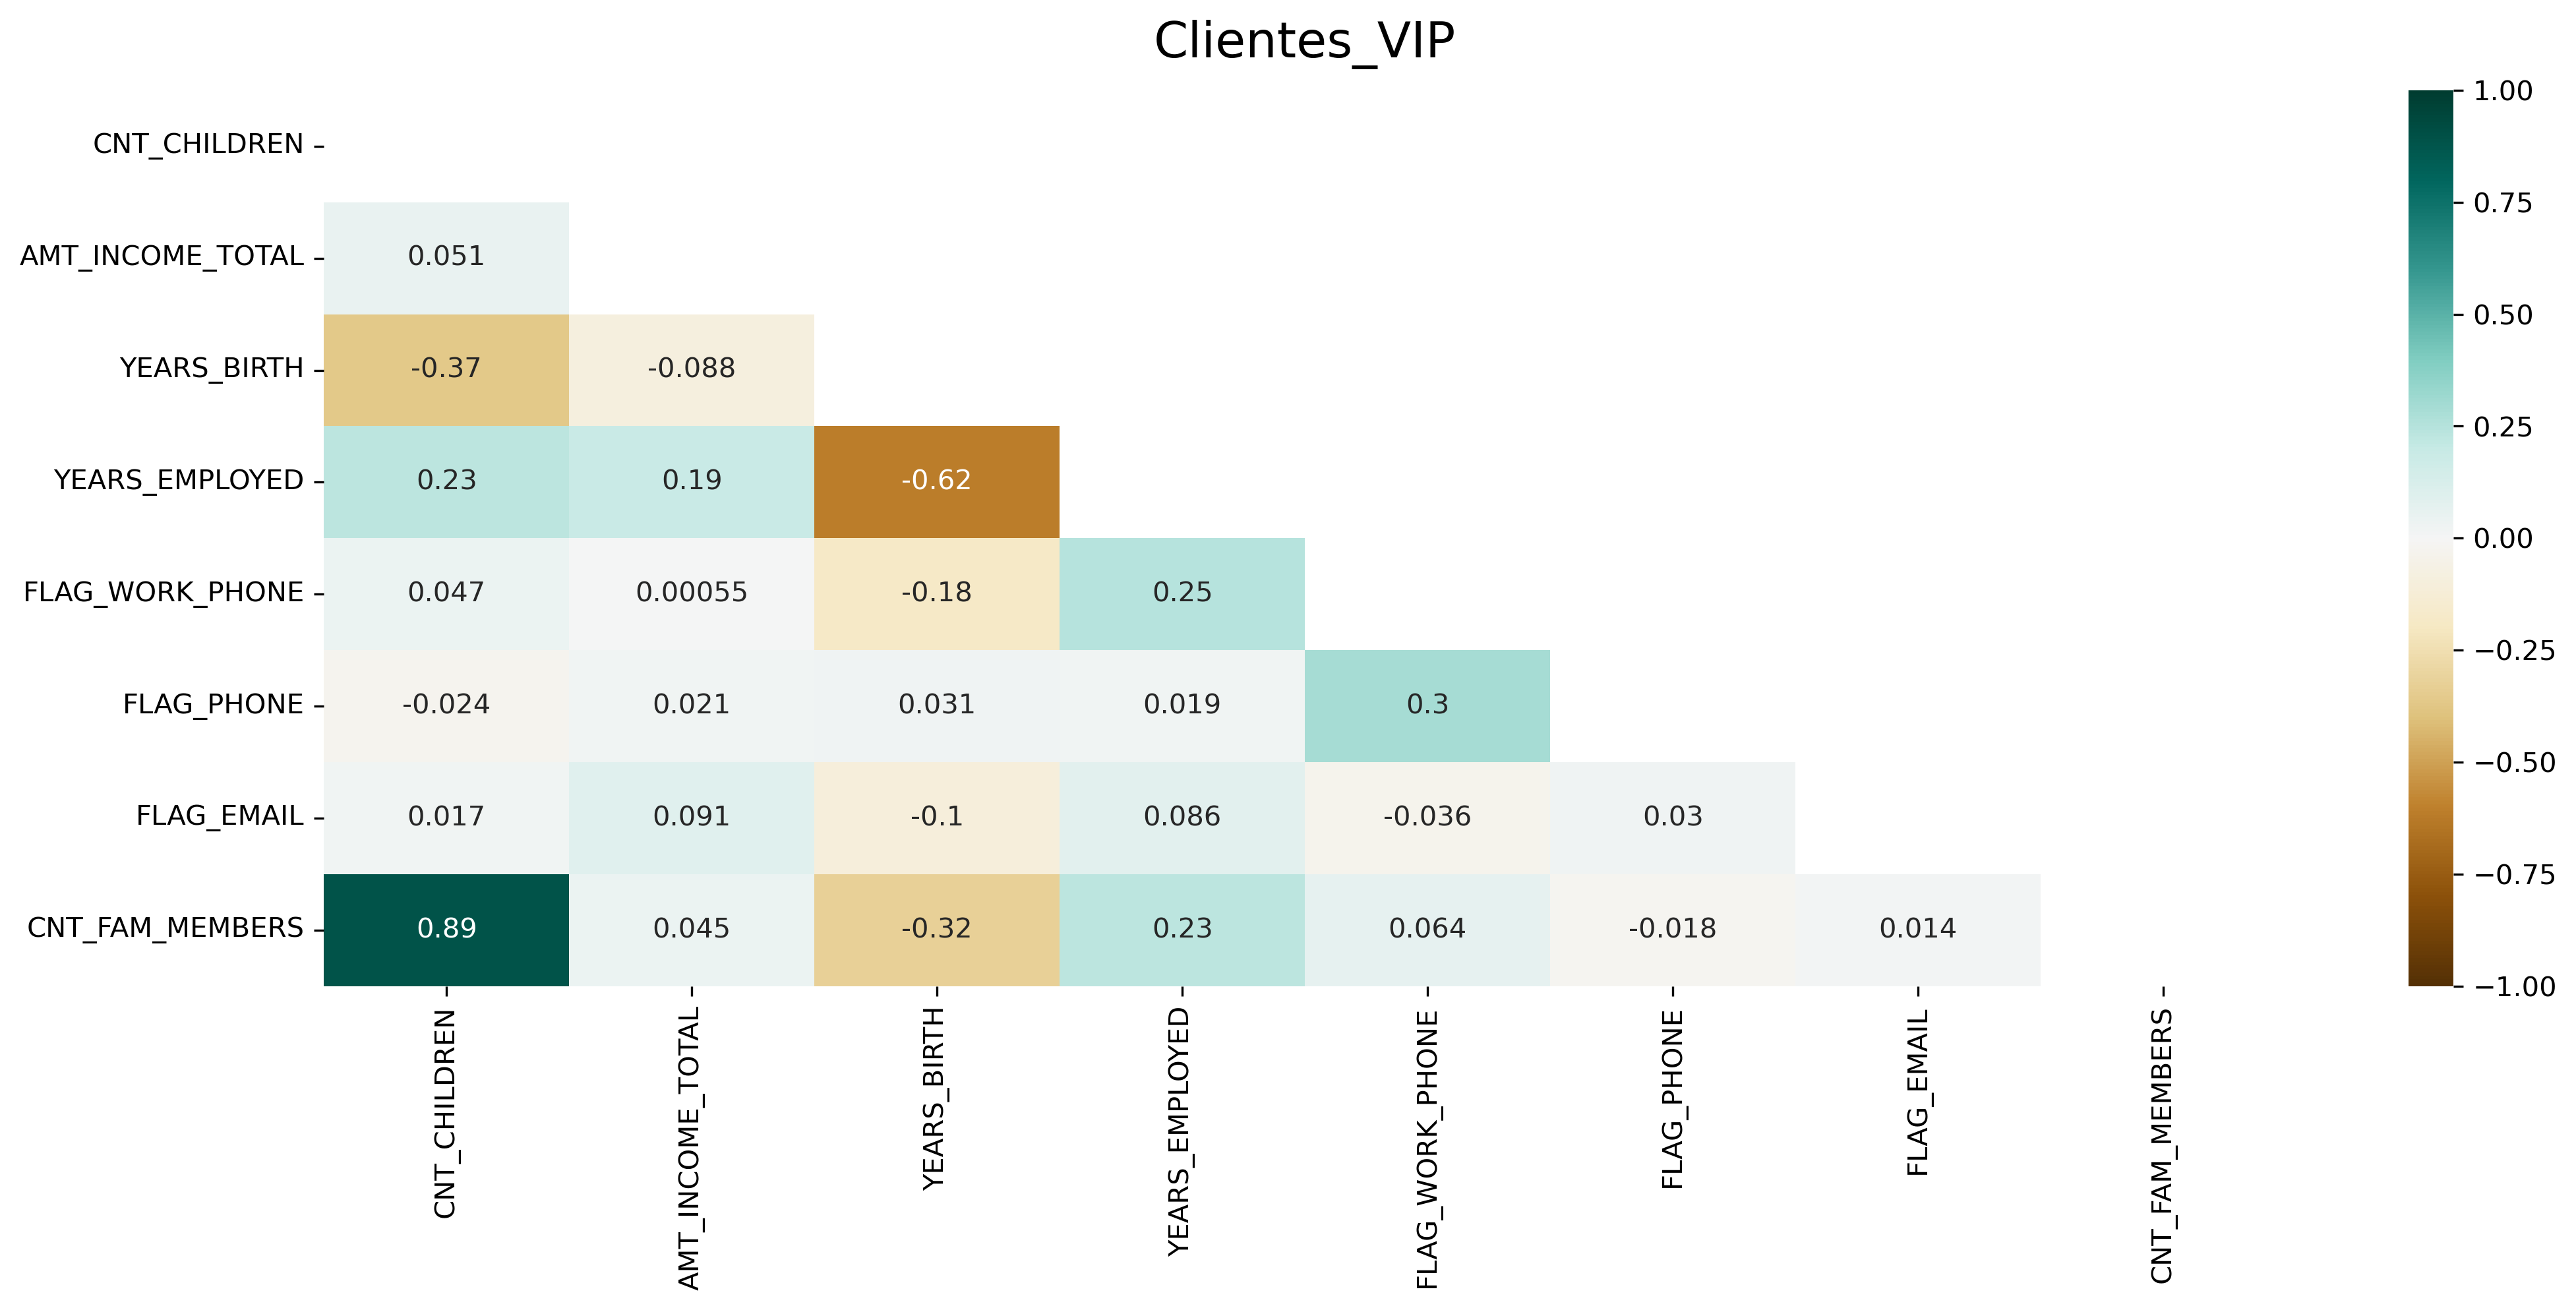 Clientes_VIP
CNT_CHILDREN
AMT_INCOME_TOTAL 0.051
YEARS_BIRTH -0.37 -0.088
YEARS_EMPLOYED 0.23 0.19 -0.62
FLAG_WORK_PHONE 0.047 0.00055 -0.18 0.25
FLAG_PHONE -0.024 0.021 0.031 0.019 0.3
FLAG_EMAIL 0.017 0.091 -0.1 0.086 -0.036 0.03
CNT_FAM_MEMBERS 0.89 0.045 -0.32 0.23 0.064 -0.018 0.014
CNT_CHILDREN
AMT_INCOME_TOTAL
YEARS_BIRTH
YEARS_EMPLOYED
FLAG_WORK_PHONE
FLAG_PHONE
FLAG_EMAIL
CNT_FAM_MEMBERS
1.00
0.75
0.50
0.25
0.00
−0.25
−0.50
−0.75
−1.00